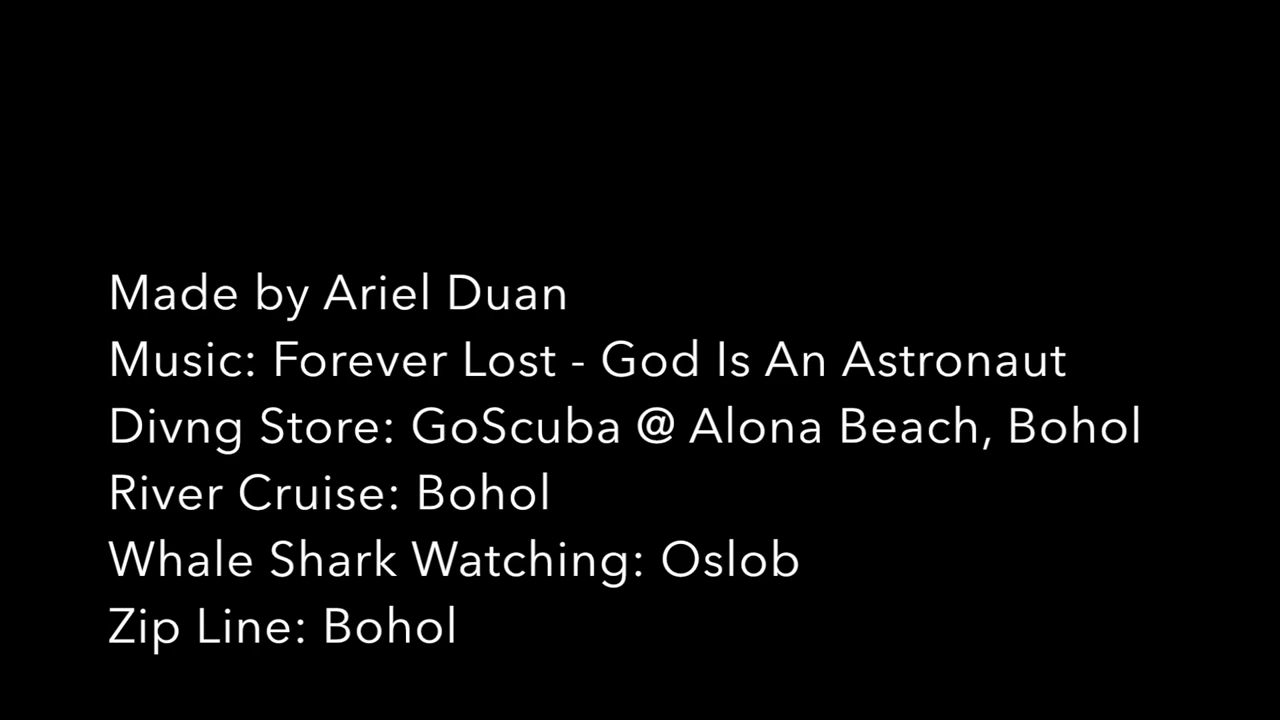 Made by Ariel Duan
Music: Forever Lost - God Is An Astronaut
Divng Store: GoScuba @ Alona Beach, Bohol
River Cruise: Bohol
Whale Shark Watching: Oslob
Zip Line: Bohol